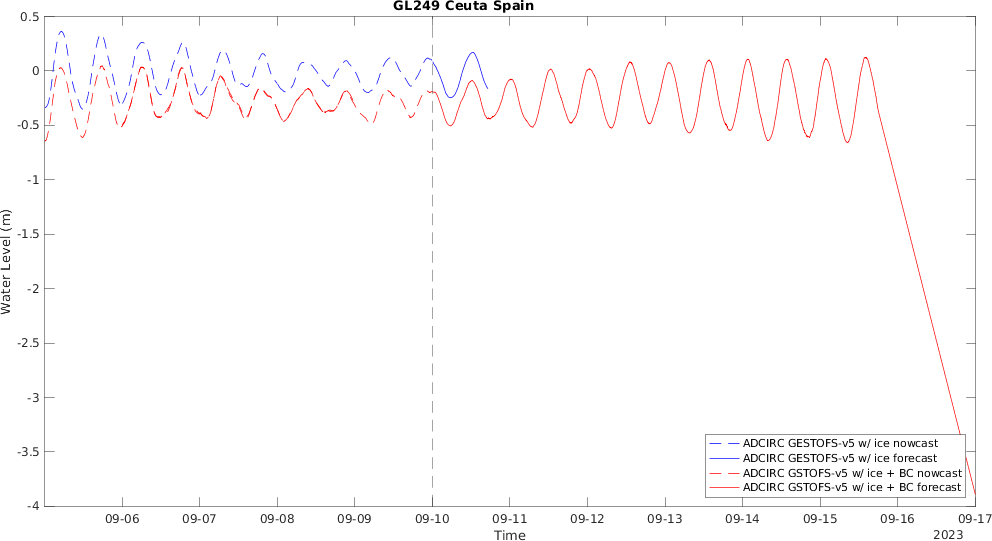 GL249 Ceuta Spain
0.5
0
-0.5
-1
-1.5
-2
-2.5
-3
-3.5
-4
Water Level (m)
ADCIRC GESTOFS-v5 w/ ice nowcast
ADCIRC GESTOFS-v5 w/ ice forecast
ADCIRC GSTOFS-v5 w/ ice + BC nowcast
ADCIRC GSTOFS-v5 w/ ice + BC forecast
09-06 09-07 09-08 09-09 09-10 09-11 09-12 09-13 09-14 09-15 09-16 09-17
Time
2023